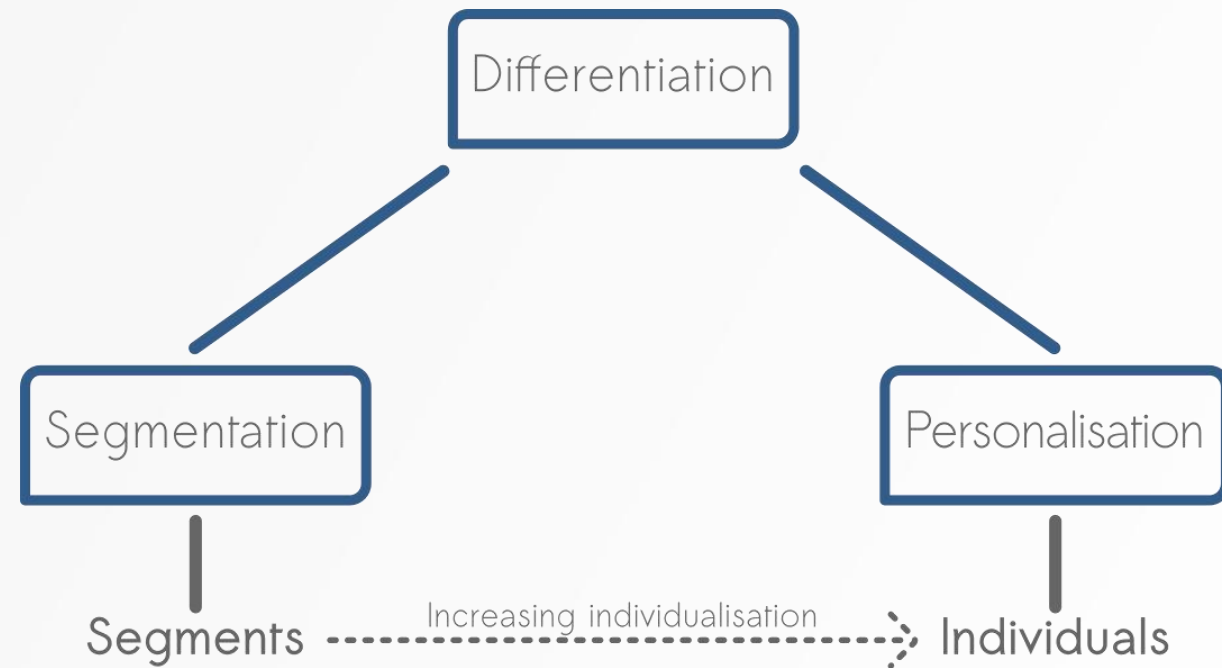 Differentiation
Segmentation
Personalisation
Increasing individualisation
Segments
Individuals